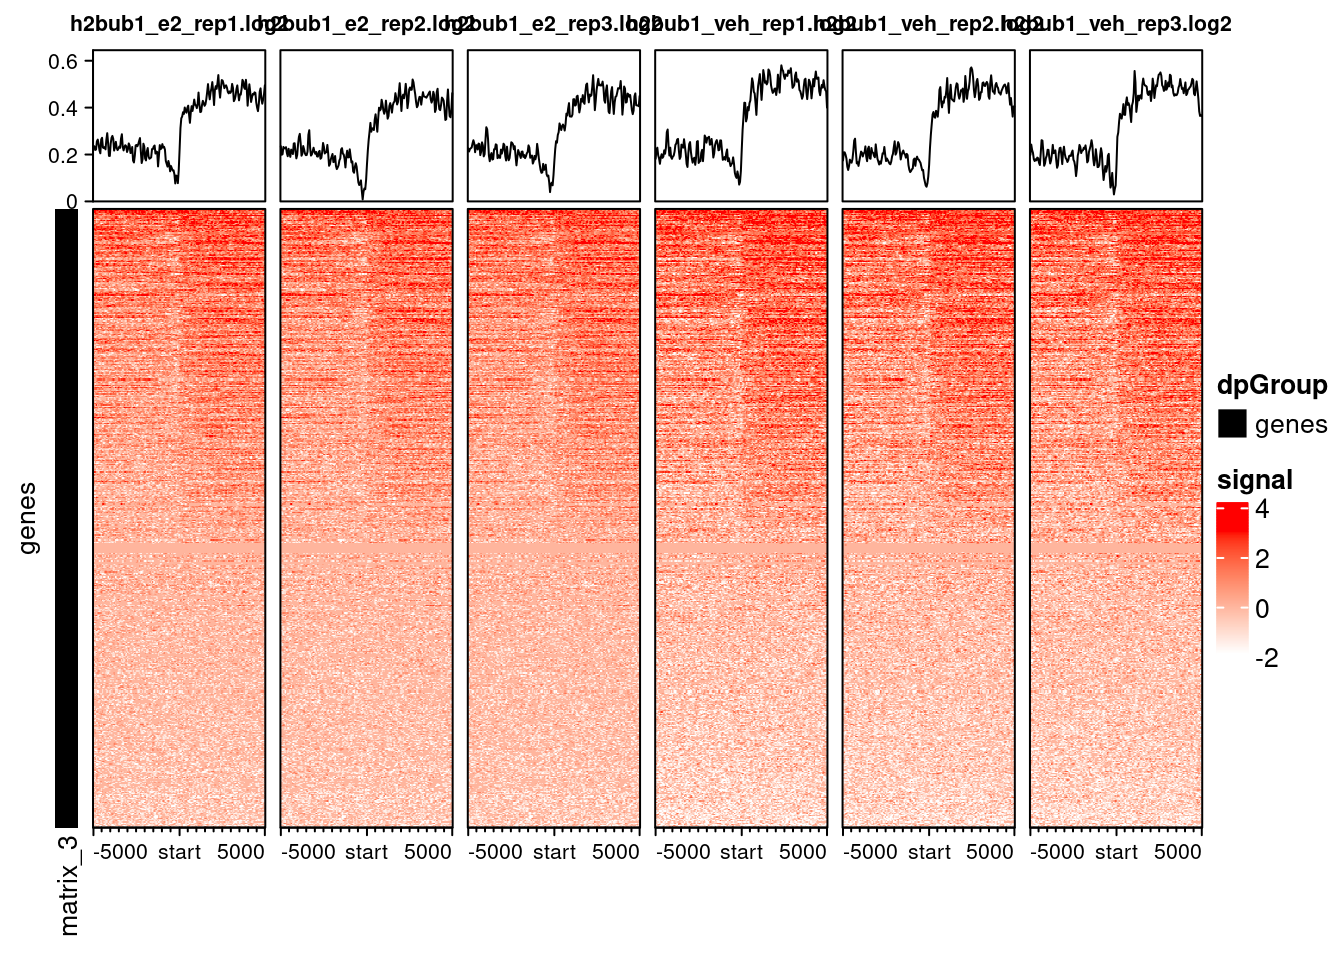 h2bub1_e2_rep1.log2
h2bub1_e2_rep2.log2
h2bub1_e2_rep3.log2
h2bub1_veh_rep1.log2
h2bub1_veh_rep2.log2
h2bub1_veh_rep3.log2
0.6
0.4
0.2
0
genes
matrix_3
-5000 start 5000
-5000 start 5000
-5000 start 5000
-5000 start 5000
-5000 start 5000
-5000 start 5000
dpGroup
genes
signal
4
2
0
-2